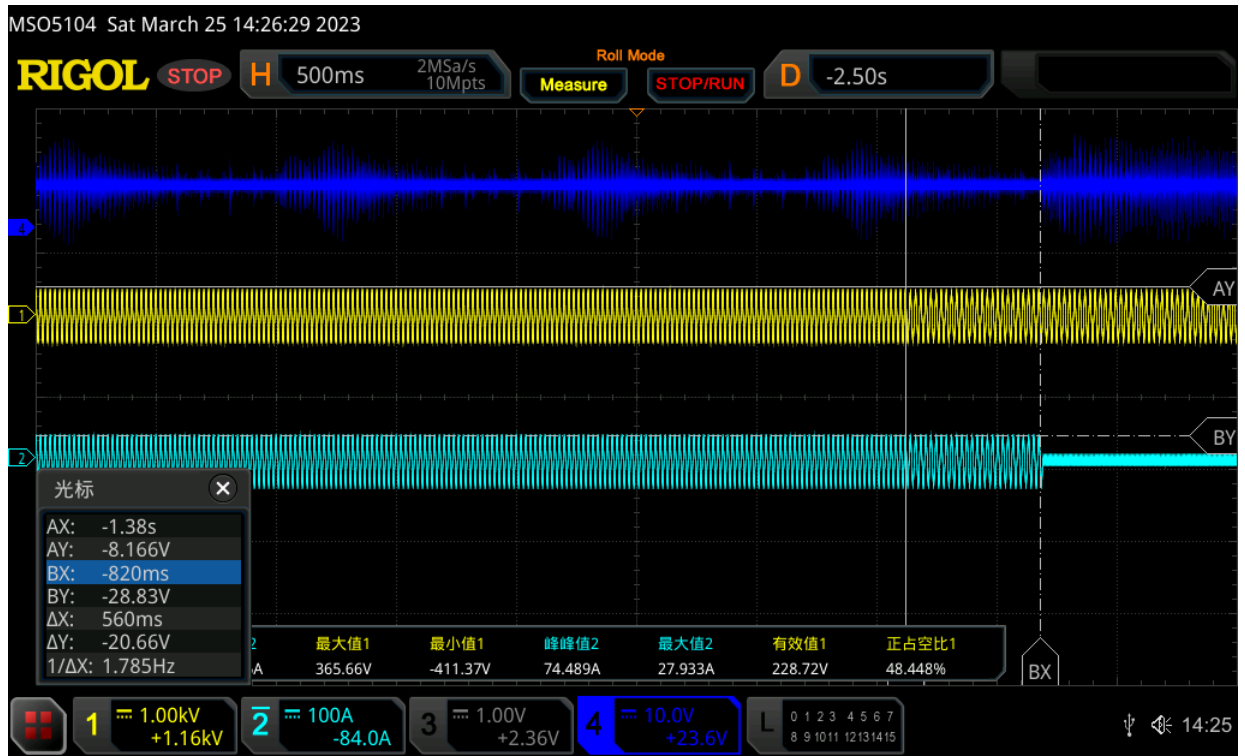 MSO5104 Sat March 25 14:26:29 2023
RIGOL STOP H 500ms 2MSa/s 10Mpts Roll Mode Measure STOP/RUN D -2.50s
4
1
AY
2
BY
光标
AX: -1.38s
AY: -8.166V
BX: -820ms
BY: -28.83V
ΔX: 560ms
ΔY: -20.66V
1/ΔX: 1.785Hz
2 最大值1 最小值1 峰峰值2 最大值2 有效值1 正占空比1
A 365.66V -411.37V 74.489A 27.933A 228.72V 48.448%
BX
1 1.00kV +1.16kV
2 100A -84.0A
3 1.00V +2.36V
4 10.0V +23.6V
L 0 1 2 3 4 5 6 7
8 9 10 11 12 13 14 15
14:25